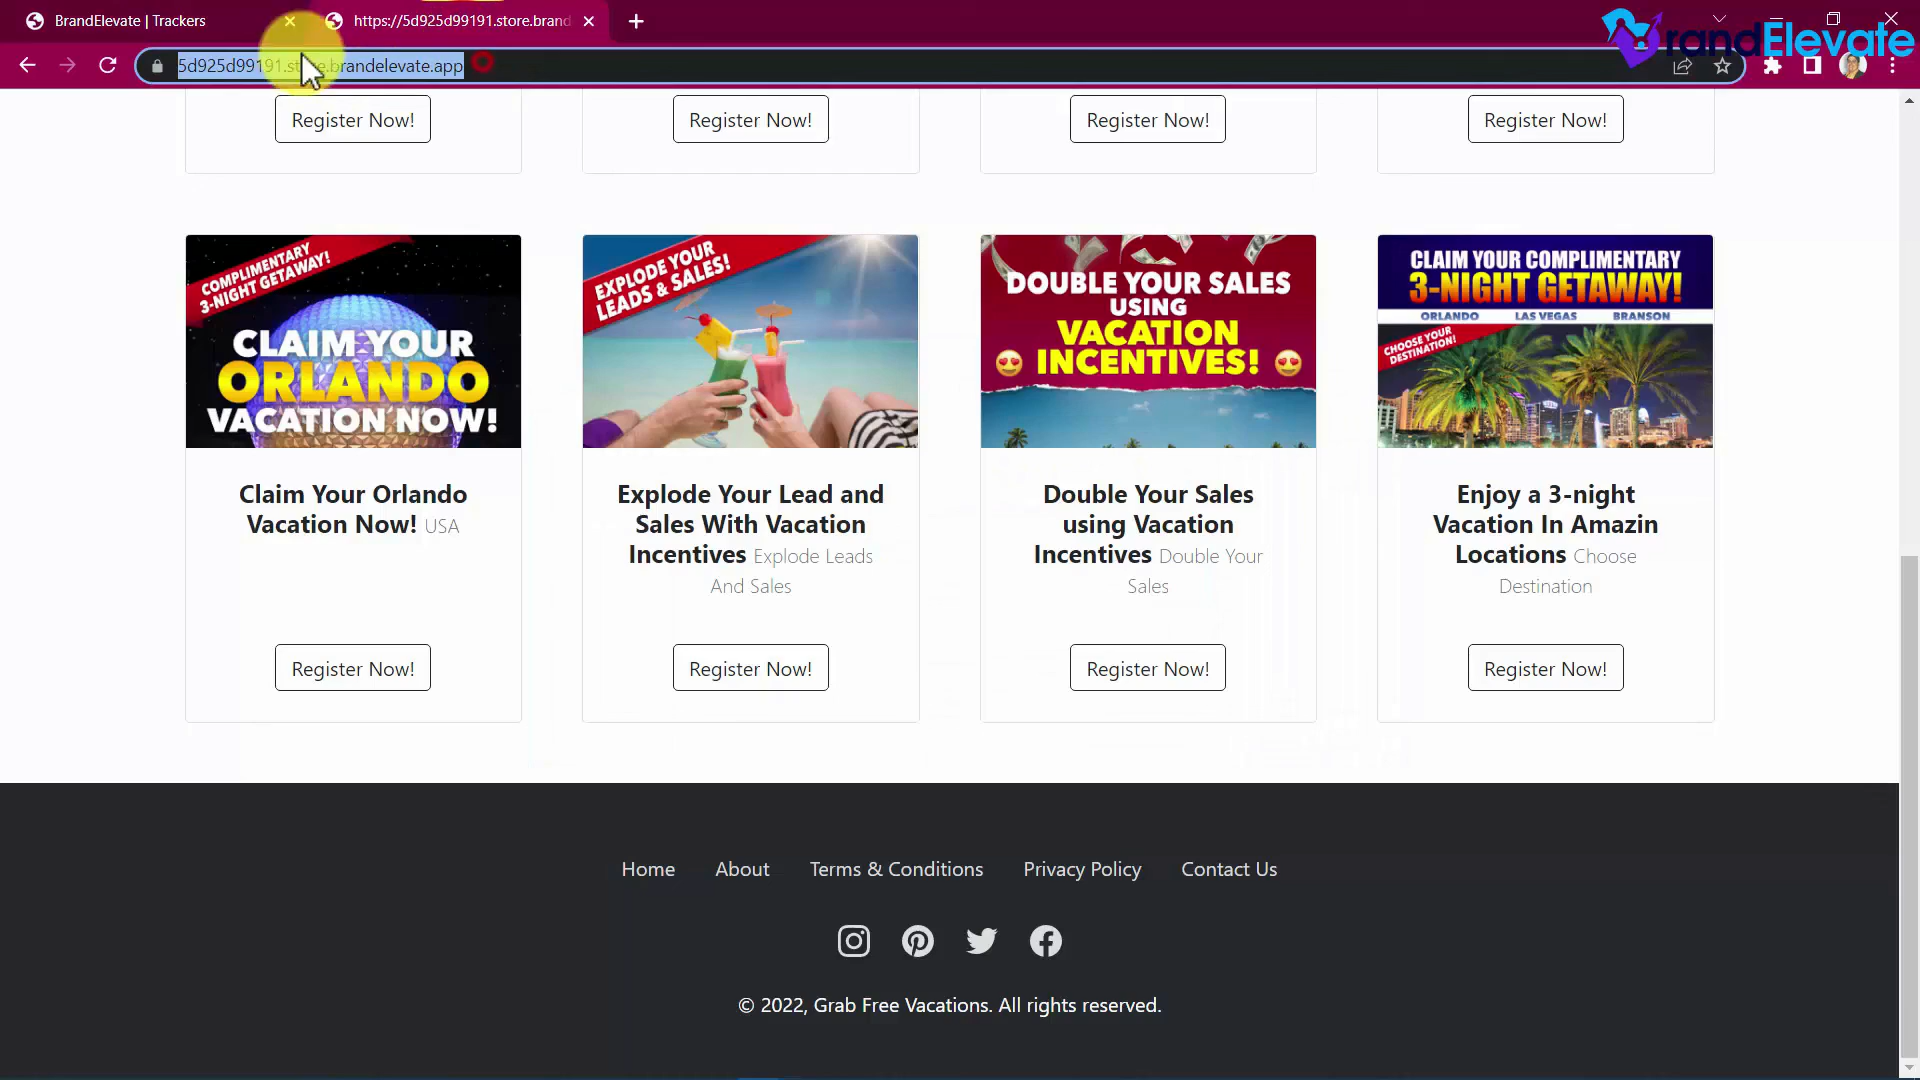 BrandElevate | Trackers
https://5d925d99191.store.brand
BrandElevate
5d925d99191.store.brandelevate.app
Register Now!
Register Now!
Register Now!
Register Now!
COMPLIMENTARY
3-NIGHT GETAWAY!
CLAIM YOUR
ORLANDO
VACATION NOW!
EXPLODE YOUR
LEADS & SALES!
DOUBLE YOUR SALES
USING
VACATION
INCENTIVES!
CLAIM YOUR COMPLIMENTARY
3-NIGHT GETAWAY!
ORLANDO LAS VEGAS BRANSON
CHOOSE YOUR
DESTINATION!
Claim Your Orlando
Vacation Now! USA
Explode Your Lead and
Sales With Vacation
Incentives Explode Leads
And Sales
Double Your Sales
using Vacation
Incentives Double Your
Sales
Enjoy a 3-night
Vacation In Amazin
Locations Choose
Destination
Register Now!
Register Now!
Register Now!
Register Now!
Home About Terms & Conditions Privacy Policy Contact Us
© 2022, Grab Free Vacations. All rights reserved.